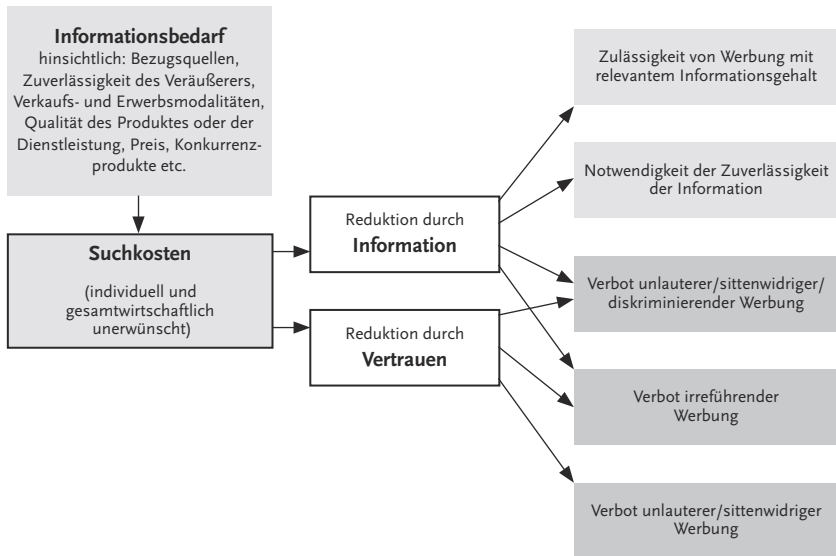 Informationsbedarf
hinsichtlich: Bezugsquellen,
Zuverlässigkeit des Veräußerers,
Verkaufs- und Erwerbsmodalitäten,
Qualität des Produktes oder der
Dienstleistung, Preis, Konkurrenz-
produkte etc.
Suchkosten
(individuell und
gesamtwirtschaftlich
unerwünscht)
Reduktion durch
Information
Reduktion durch
Vertrauen
Zulässigkeit von Werbung mit
relevantem Informationsgehalt
Notwendigkeit der Zuverlässigkeit
der Information
Verbot unlauterer/sittenwidriger/
diskriminierender Werbung
Verbot irreführender
Werbung
Verbot unlauterer/sittenwidriger
Werbung